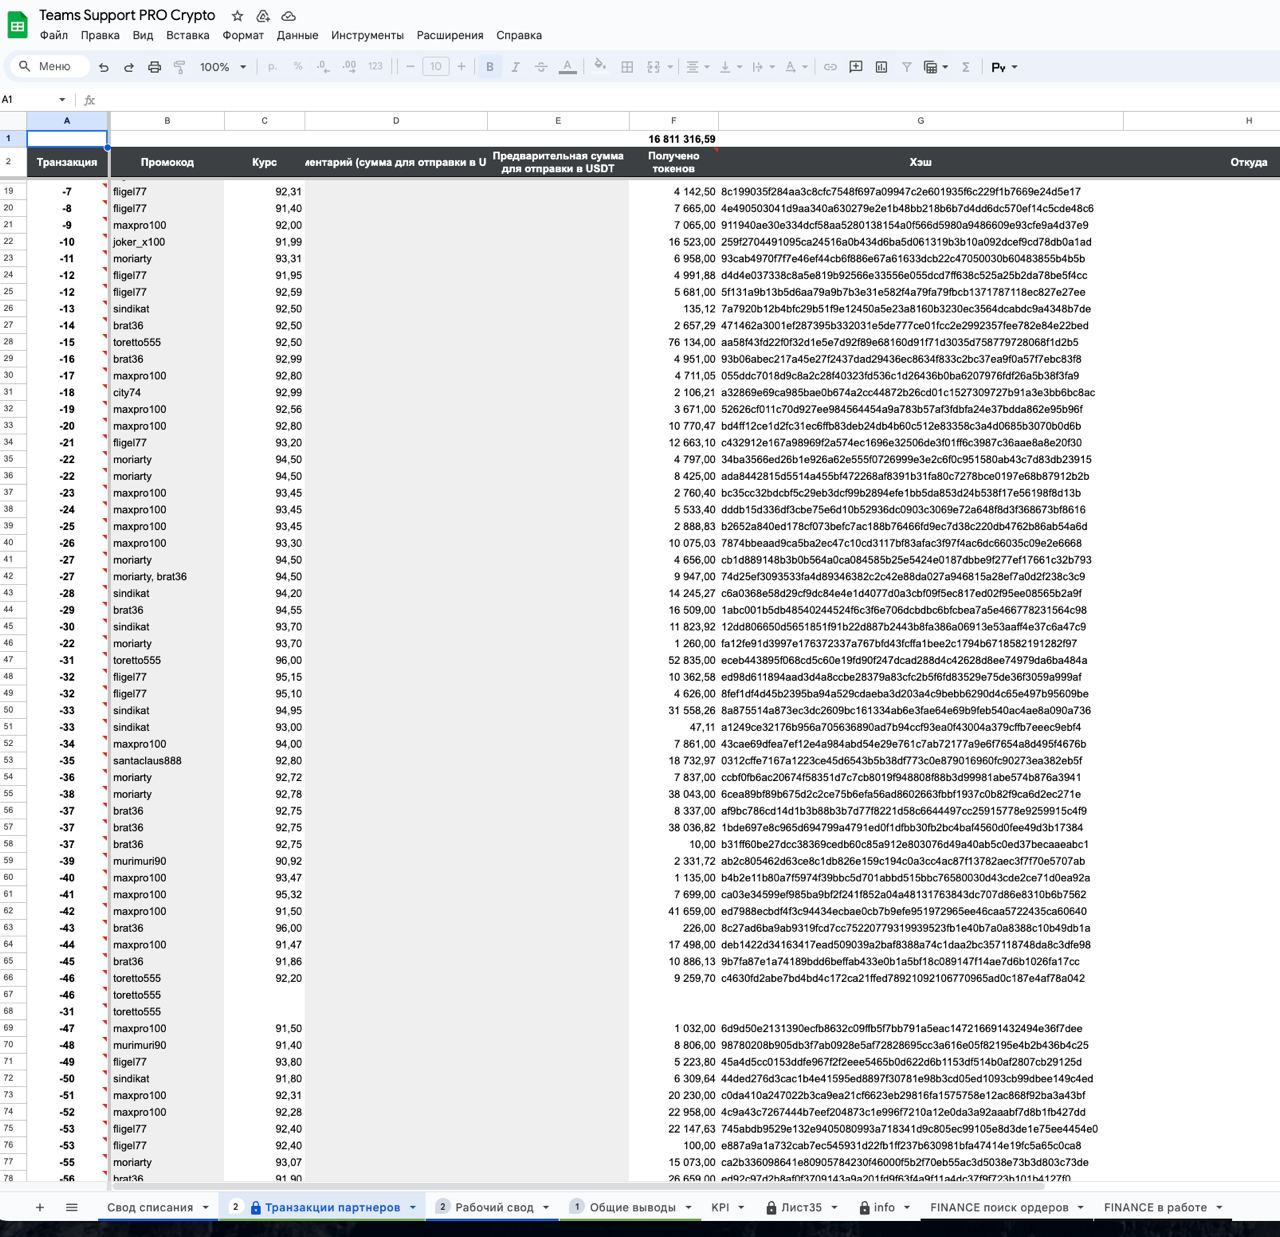 Teams Support PRO Crypto
Файл Правка Вид Вставка Формат Данные Инструменты Расширения Справка
Меню 100% р. % .0 .00 123 10 B I A Σ Ру
A1 fx
A B C D E F G H
1 16 811 316,59
2 Транзакция Промокод Курс ментарий (сумма для отправки в U Предварительная сумма для отправки в USDT Получено токенов Хэш Откуда
19 -7 fligel77 92,31 4 142,50 8c199035f284aa3c8cfc7548f697a09947c2e601935f6c229f1b7669e24d5e17
20 -8 fligel77 91,40 7 665,00 4e490503041d9aa340a630279e2e1b48bb218b6b7d4dd6dc570ef14c5cde48c6
21 -9 maxpro100 92,00 7 065,00 911940ae30e334dcf58aa5280138154a0f566d5980a9486609e93cfe9a4d37e9
22 -10 joker_x100 91,99 16 523,00 259f2704491095ca24516a0b434d6ba5d061319b3b10a092dcef9cd78db0a1ad
23 -11 moriarty 93,31 6 958,00 93cab4970f7f7e46ef44cb6f886e67a61633dcb22c47050030b60483855b4b5b
24 -12 fligel77 91,95 4 991,88 d4d4e037338c8a5e819b92566e33556e055dcd7ff638c525a25b2da78be5f4cc
25 -12 fligel77 92,59 5 681,00 5f131a9b13b5d6aa79a9b7b3e31e582f4a79fa79fbcb1371787118ec827e27ee
26 -13 sindikat 92,50 135,12 7a7920b12b4bfc29b51f9e12450a5e23a8160b3230ec3564dcabdc9a4348b7de
27 -14 brat36 92,50 2 657,29 471462a3001ef287395b332031e5de777ce01fcc2e2992357fee782e84e22bed
28 -15 toretto555 92,50 76 134,00 aa58f43fd22f0f32d1e5e7d92f89e68160d91f71d3035d758779728068f1d2b5
29 -16 brat36 92,99 4 951,00 93b06abec217a45e27f2437dad29436ec8634f833c2bc37ea9f0a57f7ebc83f8
30 -17 maxpro100 92,80 4 711,05 055ddc7018d9c8a2c28f40323fd536c1d26436b0ba6207976fdf26a5b38f3fa9
31 -18 city74 92,99 2 106,21 a32869e69ca985bae0b674a2cc44872b26cd01c1527309727b91a3e3bb6bc8ac
32 -19 maxpro100 92,56 3 671,00 52626cf011c70d927ee984564454a9a783b57af3fdbfa24e37bdda862e95b96f
33 -20 maxpro100 92,80 10 770,47 bd4ff12ce1d2fc31ec6ffb83deb24db4b60c512e83358c3a4d0685b3070b0d6b
34 -21 fligel77 93,20 12 663,10 c432912e167a98969f2a574ec1696e32506de3f01ff6c3987c36aae8a8e20f30
35 -22 moriarty 94,50 4 797,00 34ba3566ed26b1e926a62e555f0726999e3e2c6f0c951580ab43c7d83db23915
36 -22 moriarty 94,50 8 425,00 ada8442815d5514a455bf472268af8391b31fa80c7278bce0197e68b87912b2b
37 -23 maxpro100 93,45 2 760,40 bc35cc32bdcbf5c29eb3dcf99b2894efe1bb5da853d24b538f17e56198f8d13b
38 -24 maxpro100 93,45 5 533,40 dddb15d336df3cbe75e6d10b52936dc0903c3069e72a648f8d3f368673bf8616
39 -25 maxpro100 93,45 2 888,83 b2652a840ed178cf073befc7ac188b76466fd9ec7d38c220db4762b86ab54a6d
40 -26 maxpro100 93,30 10 075,03 7874bbeaad9ca5ba2ec47c10cd3117bf83afac3f97f4ac6dc66035c09e2e6668
41 -27 moriarty 94,50 4 656,00 cb1d889148b3b0b564a0ca084585b25e5424e0187dbbe9f277ef17661c32b793
42 -27 moriarty, brat36 94,50 9 947,00 74d25ef3093533fa4d89346382c2c42e88da027a946815a28ef7a0d2f238c3c9
43 -28 sindikat 94,20 14 245,27 c6a0368e58d29cf9dc84e4e1d4077d0a3cbf09f5ec817ed02f95ee08565b2a9f
44 -29 brat36 94,55 16 509,00 1abc001b5db48540244524f6c3f6e706dcbdbc6bfcbea7a5e466778231564c98
45 -30 sindikat 93,70 11 823,92 12dd806650d5651851f91b22d887b2443b8fa386a06913e53aaff4e37c6a47c9
46 -22 moriarty 93,70 1 260,00 fa12fe91d3997e176372337a767bfd43fcffa1bee2c1794b6718582191282f97
47 -31 toretto555 96,00 52 835,00 eceb443895f068cd5c60e19fd90f247dcad288d4c42628d8ee74979da6ba484a
48 -32 fligel77 95,15 10 362,58 ed98d611894aad3d4a8ccbe28379a83cfc2b5f6fd83529e75de36f3059a999af
49 -32 fligel77 95,10 4 626,00 8fef1df4d45b2395ba94a529cdaeba3d203a4c9bebb6290d4c65e497b95609be
50 -33 sindikat 94,95 31 558,26 8a875514a873ec3dc2609bc161334ab6e3fae64e69b9feb540ac4ae8a090a736
51 -33 sindikat 93,00 47,11 a1249ce32176b956a705636890ad7b94ccf93ea0f43004a379cffb7eeec9ebf4
52 -34 maxpro100 94,00 7 861,00 43cae69dfea7ef12e4a984abd54e29e761c7ab72177a9e6f7654a8d495f4676b
53 -35 santaclaus888 92,80 18 732,97 0312cffe7167a1223ce45d6543b5b38df773c0e879016960fc90273ea382eb5f
54 -36 moriarty 92,72 7 837,00 ccbf0fb6ac20674f58351d7c7cb8019f948808f88b3d99981abe574b876a3941
55 -38 moriarty 92,78 38 043,00 6cea89bf89b675d2c2ce75b6efa56ad8602663fbbf1937c0b82f9ca6d2ec271e
56 -37 brat36 92,75 8 337,00 af9bc786cd14d1b3b88b3b7d77f8221d58c6644497cc25915778e9259915c4f9
57 -37 brat36 92,75 38 036,82 1bde697e8c965d694799a4791ed0f1dfbb30fb2bc4baf4560d0fee49d3b17384
58 -37 brat36 92,75 10,00 b31ff60be27dcc38369cedb60c85a912e803076d49a40ab5c0ed37becaaeabc1
59 -39 murimuri90 90,92 2 331,72 ab2c805462d63ce8c1db826e159c194c0a3cc4ac87f13782aec3f7f70e5707ab
60 -40 maxpro100 93,47 1 135,00 b4b2e11b80a7f5974f39bbc5d701abbd515bbc76580030d43cde2ce71d0ea92a
61 -41 maxpro100 95,32 7 699,00 ca03e34599ef985ba9bf2f241f852a04a48131763843dc707d86e8310b6b7562
62 -42 maxpro100 91,50 41 659,00 ed7988ecbdf4f3c94434ecbae0cb7b9efe951972965ee46caa5722435ca60640
63 -43 brat36 96,00 226,00 8c27ad6ba9ab9319fcd7cc75220779319939523fb1e40b7a0a8388c10b49db1a
64 -44 maxpro100 91,47 17 498,00 deb1422d34163417ead509039a2baf8388a74c1daa2bc357118748da8c3dfe98
65 -45 brat36 91,86 10 886,13 9b7fa87e1a74189bdd6beffab433e0b1a5bf18c089147f14ae7d6b1026fa17cc
66 -46 toretto555 92,20 9 259,70 c4630fd2abe7bd4bd4c172ca21ffed78921092106770965ad0c187e4af78a042
67 -46 toretto555
68 -31 toretto555
69 -47 maxpro100 91,50 1 032,00 6d9d50e2131390ecfb8632c09ffb5f7bb791a5eac147216691432494e36f7dee
70 -48 murimuri90 91,40 8 806,00 98780208b905db3f7ab0928e5af72828695cc3a616e05f82195e4b2b436b4c25
71 -49 fligel77 93,80 5 223,80 45a4d5cc0153ddfe967f2f2eee5465b0d622d6b1153df514b0af2807cb29125d
72 -50 sindikat 91,80 6 309,64 44ded276d3cac1b4e41595ed8897f30781e98b3cd05ed1093cb99dbee149c4ed
73 -51 maxpro100 92,31 20 230,00 c0da410a247022b3ca9ea21cf6623eb29816fa1575758e12ac868f92ba3a43bf
74 -52 maxpro100 92,28 22 958,00 4c9a43c7267444b7eef204873c1e996f7210a12e0da3a92aaabf7d8b1fb427dd
75 -53 fligel77 92,40 22 147,63 745abdb9529e132e9405080993a718341d9c805ec99105e8d3de1e75ee4454e0
76 -53 fligel77 92,40 100,00 e887a9a1a732cab7ec545931d22fb1ff237b630981bfa47414e19fc5a65c0ca8
77 -55 moriarty 93,07 15 073,00 ca2b336098641e80905784230f46000f5b2f70eb55ac3d5038e73b3d803c73de
78 -56 brat36 91,90 26 659,00
Свод списания 2 Транзакции партнеров 2 Рабочий свод 1 Общие выводы KPI Лист35 info FINANCE поиск ордеров FINANCE в работе